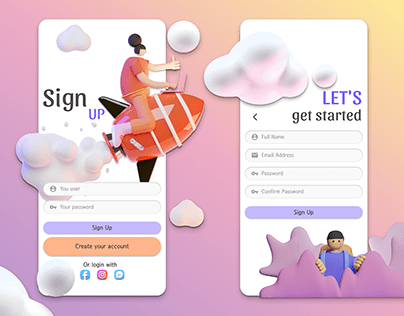 Sign
UP
You user
Your password
Sign Up
Create your account
Or login with
LET'S
get started
Full Name
Email Address
Password
Confirm Password
Sign Up